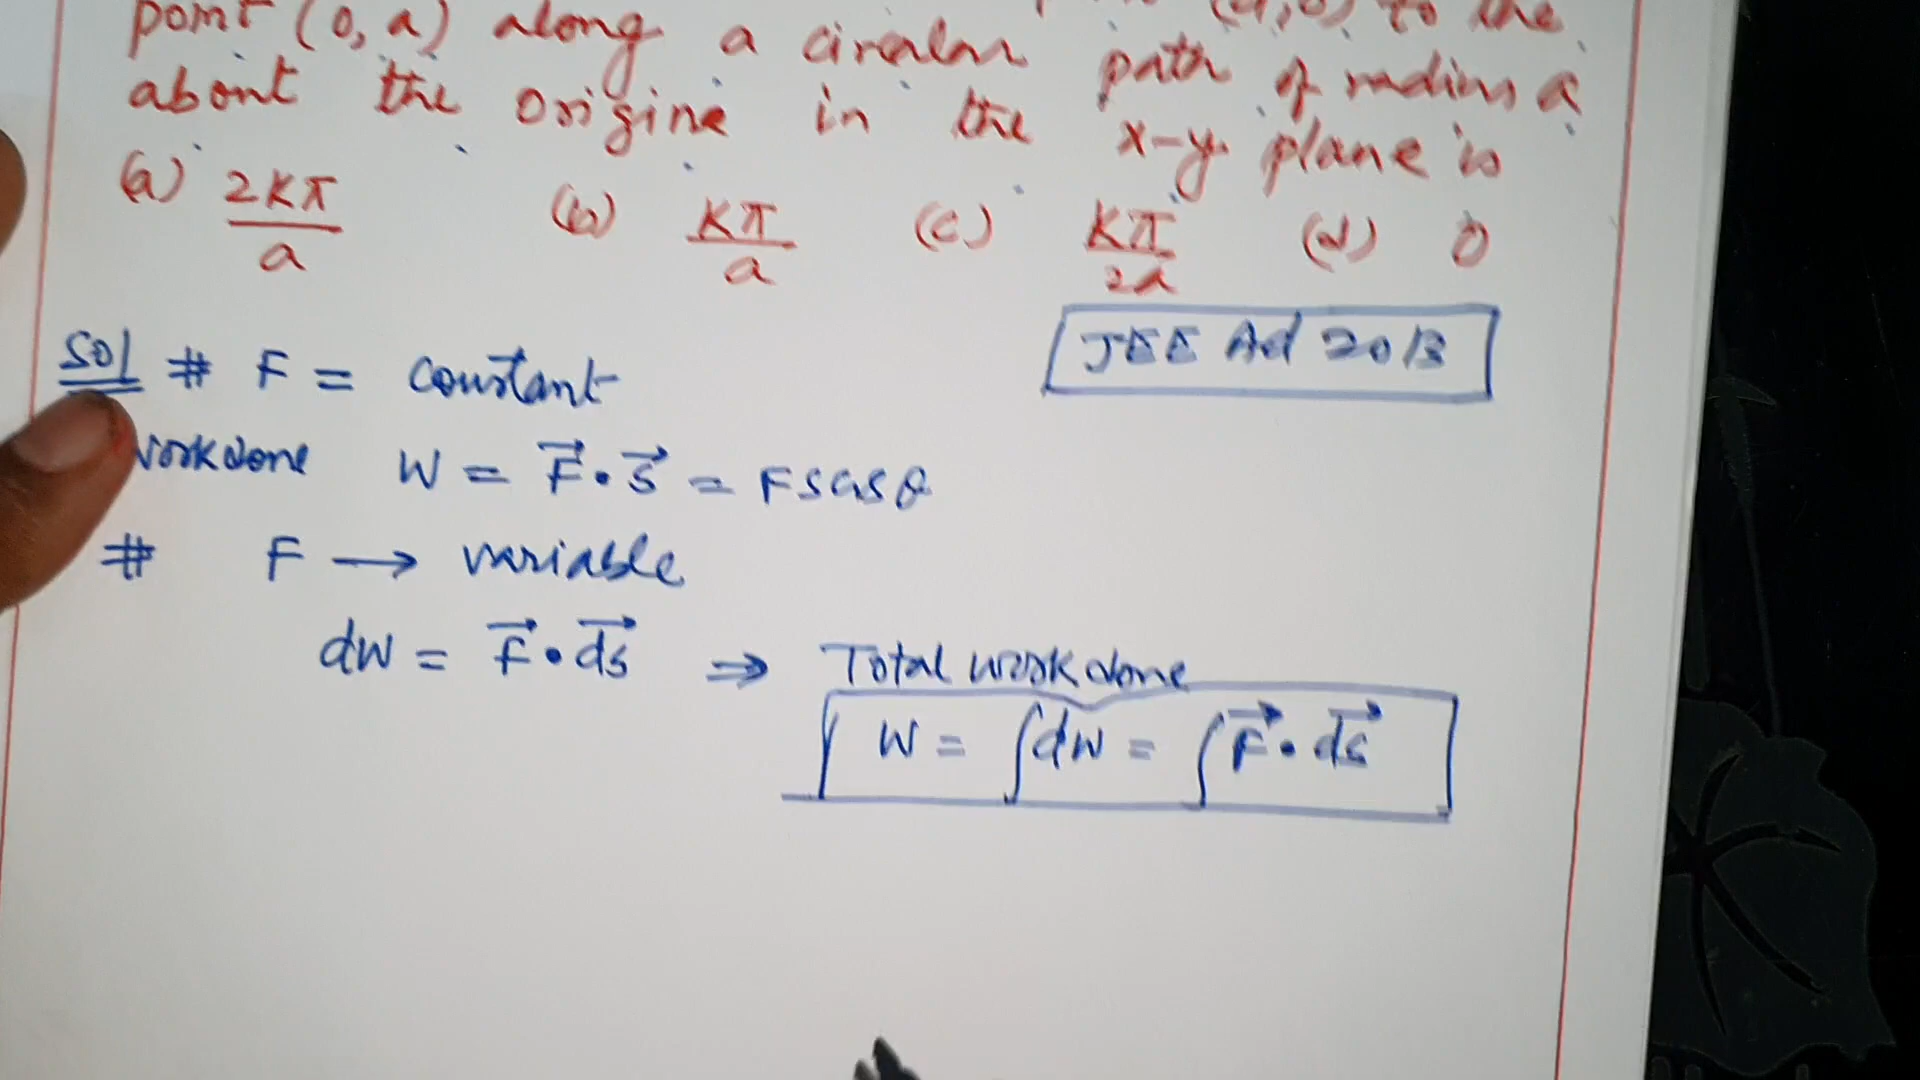 point (0, a) along a circular path of radius a
about the origine in the x-y plane is
(a) 2Kπ/a (b) Kπ/a (c) Kπ/2a (d) 0
JEE Ad 2013
Sol # F = constant
workdone W = F⃗ • S⃗ = F S cos θ
# F → variable
dW = F⃗ • ds⃗ ⇒ Total workdone
W = ∫dW = ∫F⃗ • ds⃗